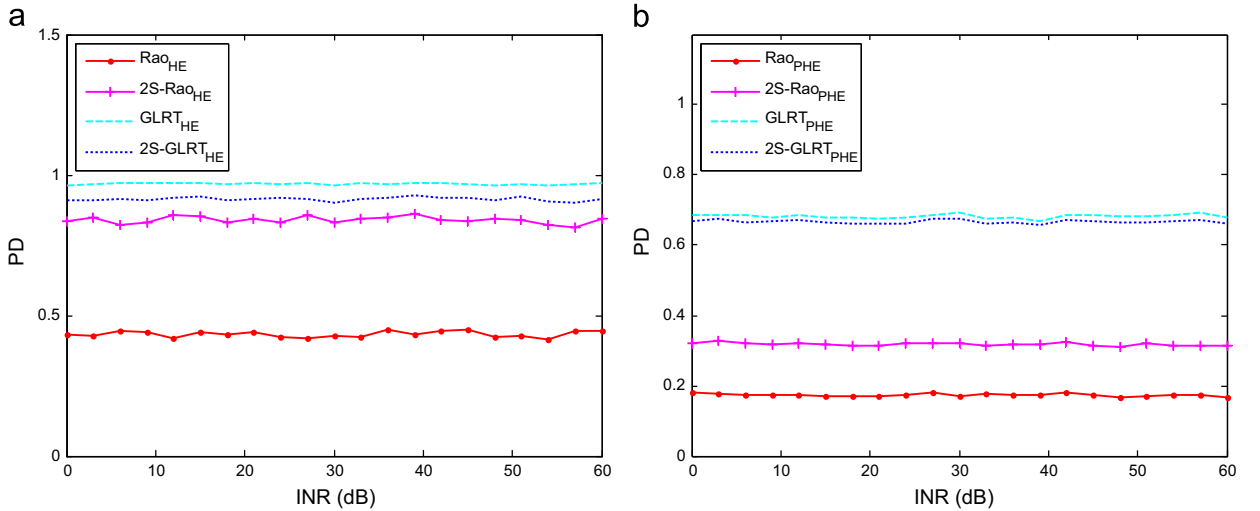 a
1.5
1
0.5
0
PD
0 10 20 30 40 50 60
INR (dB)
Rao_HE
2S-Rao_HE
GLRT_HE
2S-GLRT_HE
b
1
0.8
0.6
0.4
0.2
0
PD
0 10 20 30 40 50 60
INR (dB)
Rao_PHE
2S-Rao_PHE
GLRT_PHE
2S-GLRT_PHE